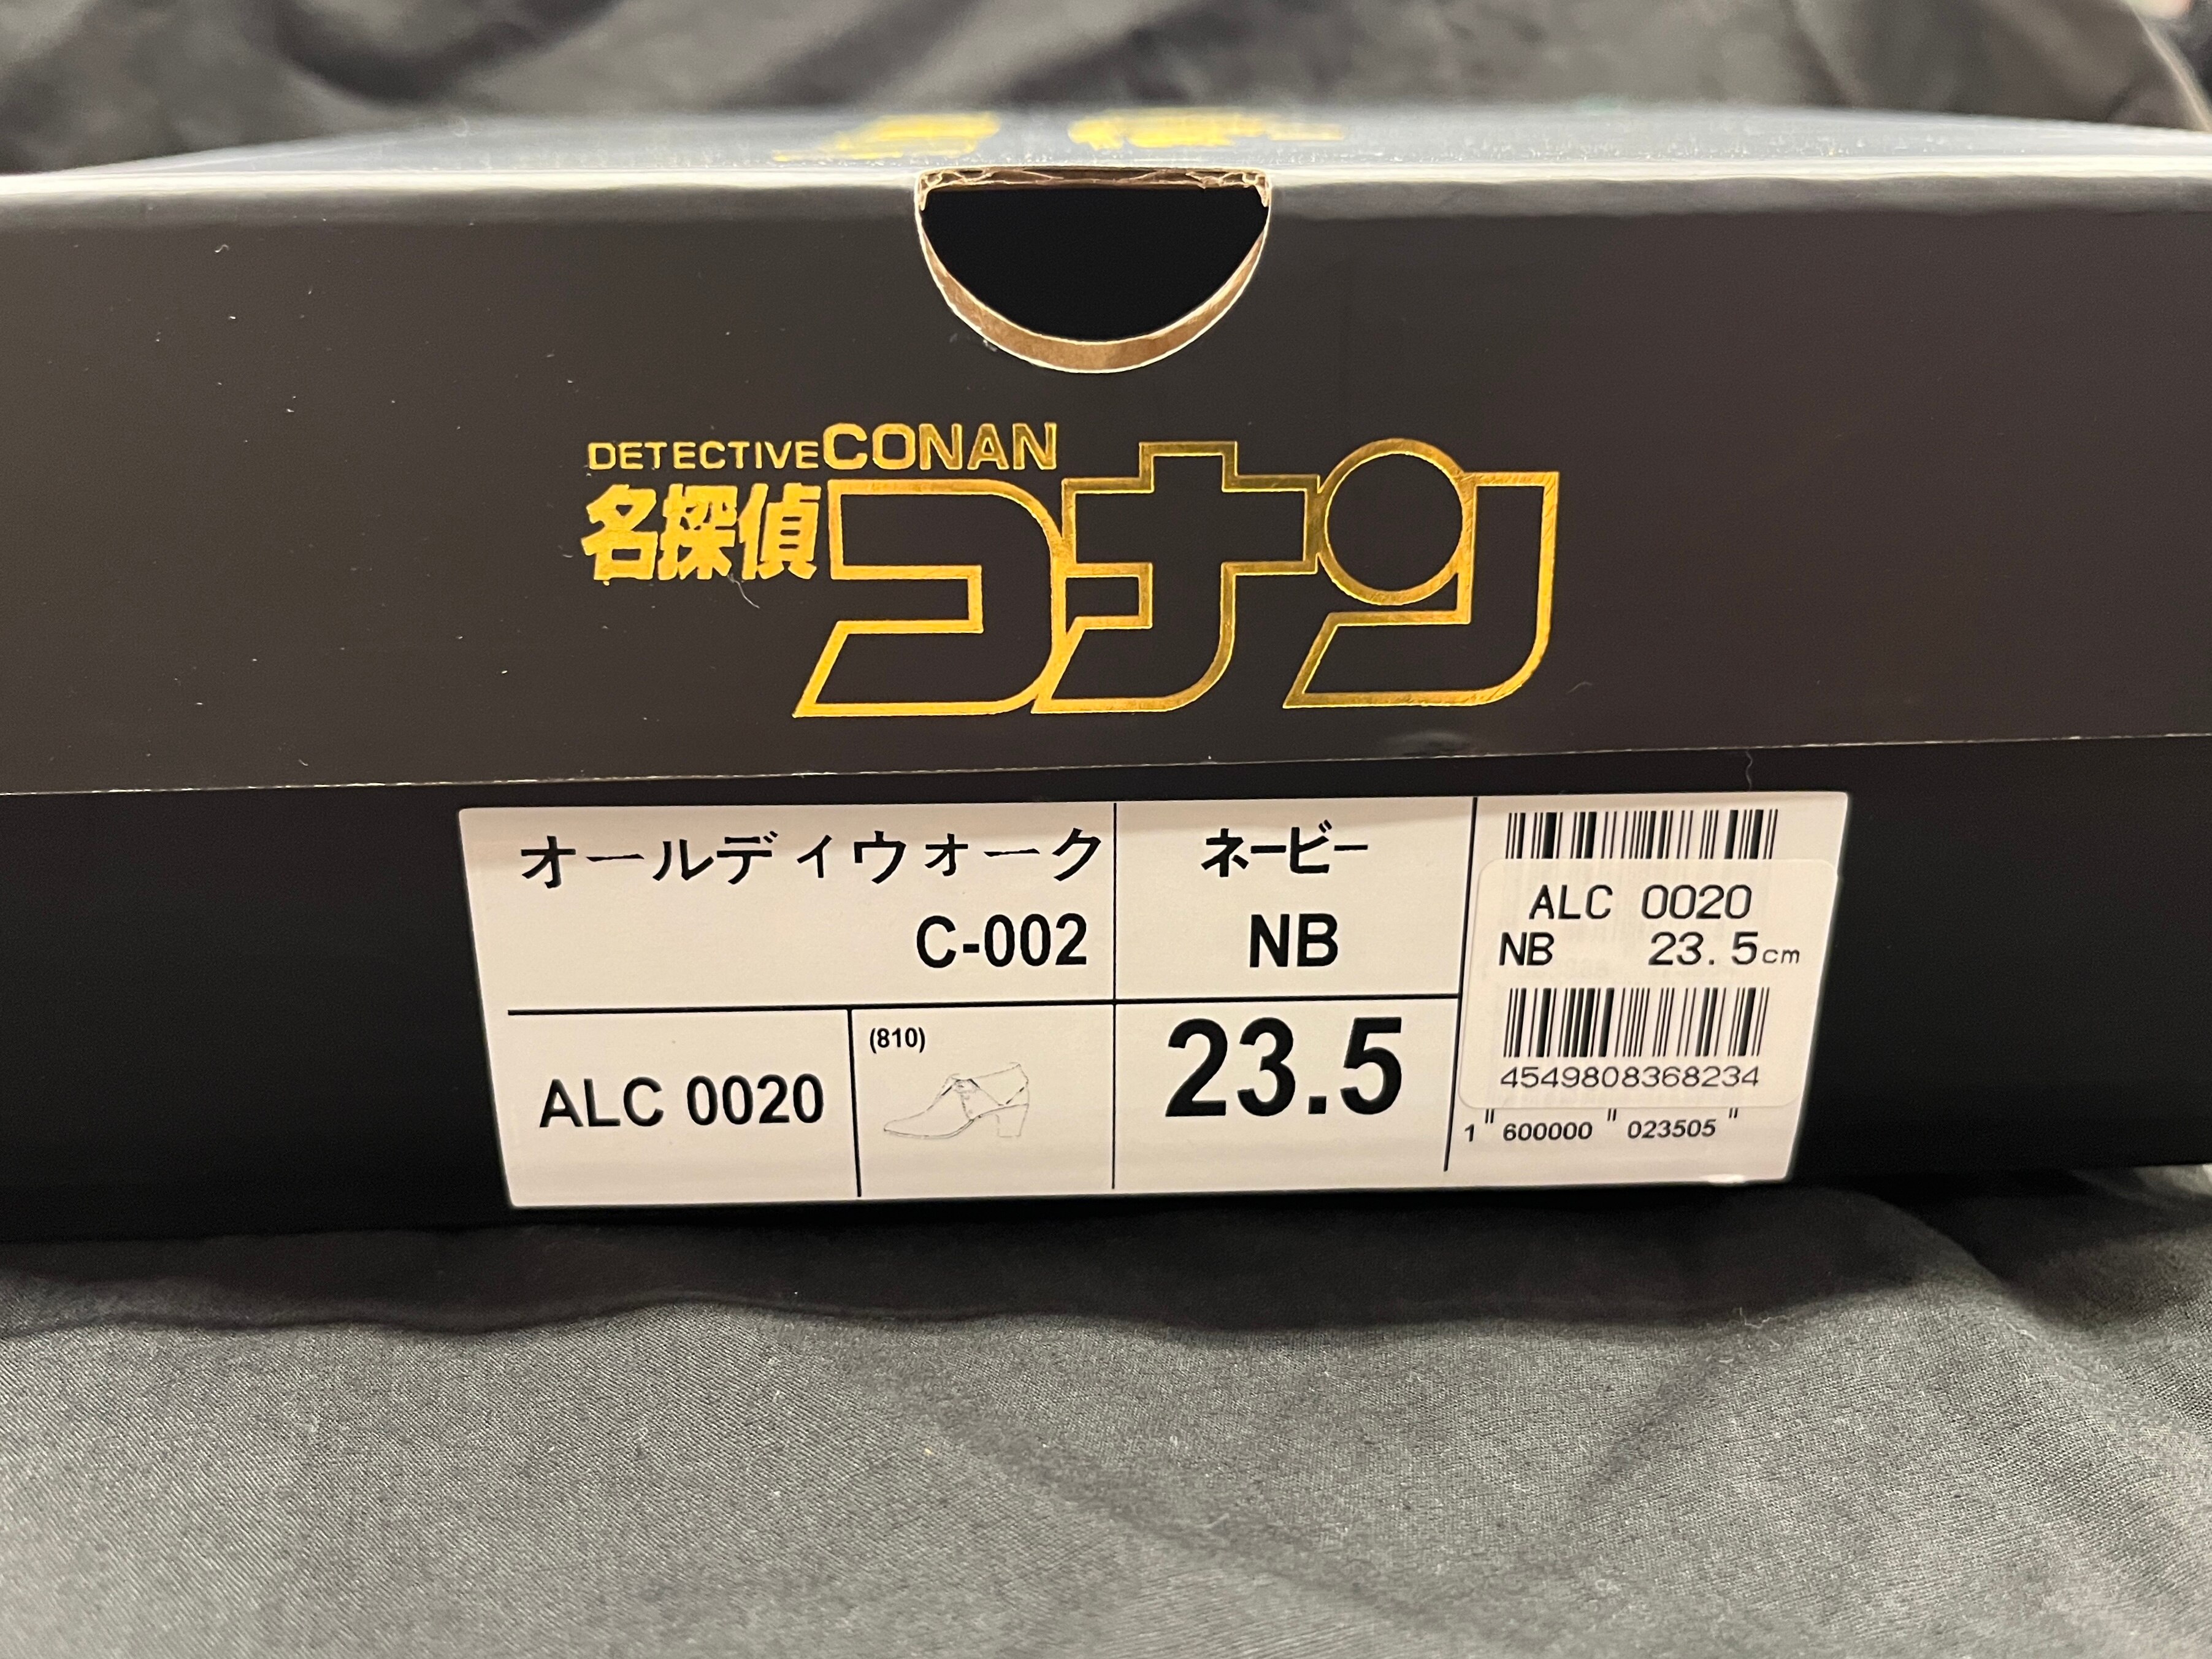 DETECTIVE CONAN
名探偵コナン
オールディウォーク
C-002
ネービー
NB
ALC 0020
(810)
23.5
ALC 0020
NB 23.5cm
4549808368234
1"600000"023505"